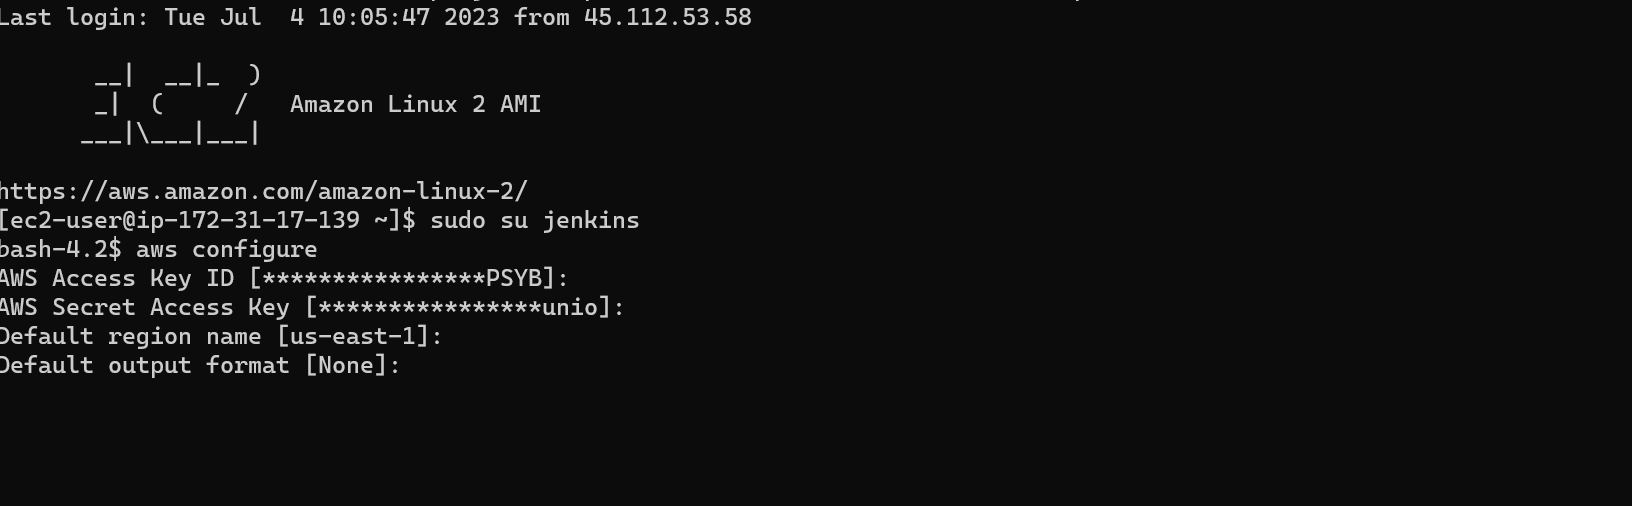 Last login: Tue Jul  4 10:05:47 2023 from 45.112.53.58
       __|  __|_  )
       _|  (     /   Amazon Linux 2 AMI
      ___|\___|___|
https://aws.amazon.com/amazon-linux-2/
[ec2-user@ip-172-31-17-139 ~]$ sudo su jenkins
bash-4.2$ aws configure
AWS Access Key ID [****************PSYB]:
AWS Secret Access Key [****************unio]:
Default region name [us-east-1]:
Default output format [None]: